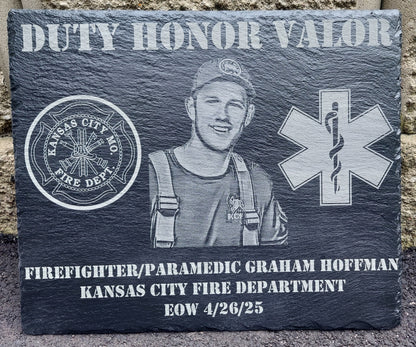 DUTY HONOR VALOR
KANSAS CITY MO.
FIRE DEPT.
FIREFIGHTER/PARAMEDIC GRAHAM HOFFMAN
KANSAS CITY FIRE DEPARTMENT
EOW 4/26/25